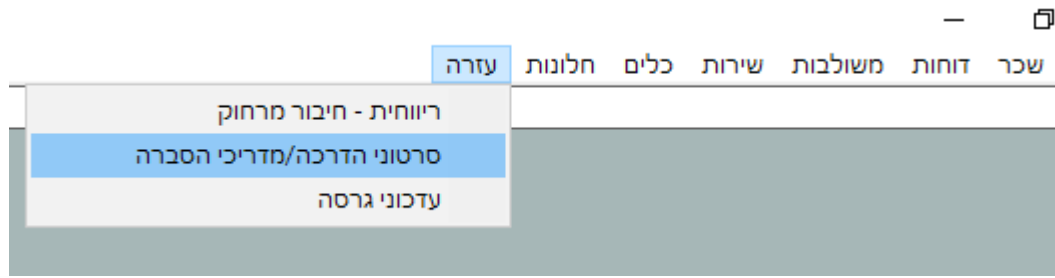 שכר דוחות משולבות שירות כלים חלונות עזרה
ריווחית - חיבור מרחוק
סרטוני הדרכה/מדריכי הסברה
עדכוני גרסה